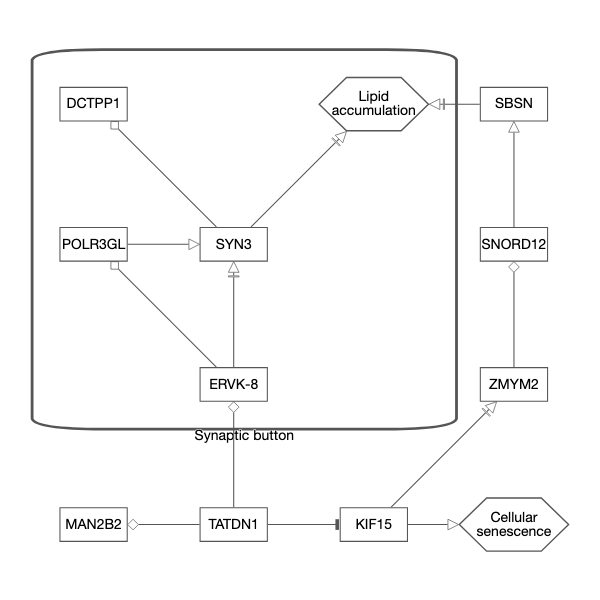 DCTPP1
Lipid
accumulation
SBSN
POLR3GL
SYN3
SNORD12
ERVK-8
ZMYM2
Synaptic button
MAN2B2
TATDN1
KIF15
Cellular
senescence